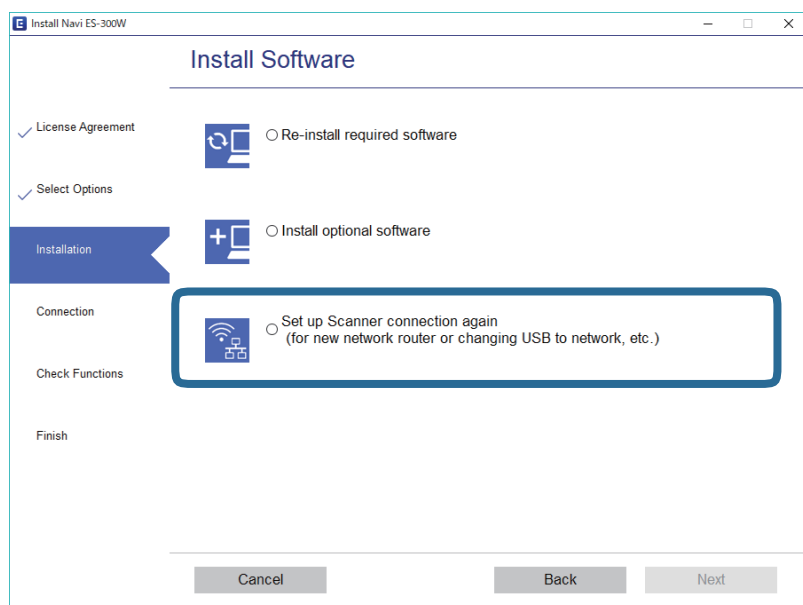 E Install Navi ES-300W
Install Software
License Agreement
Select Options
Installation
Connection
Check Functions
Finish
Re-install required software
Install optional software
Set up Scanner connection again
(for new network router or changing USB to network, etc.)
Cancel
Back
Next